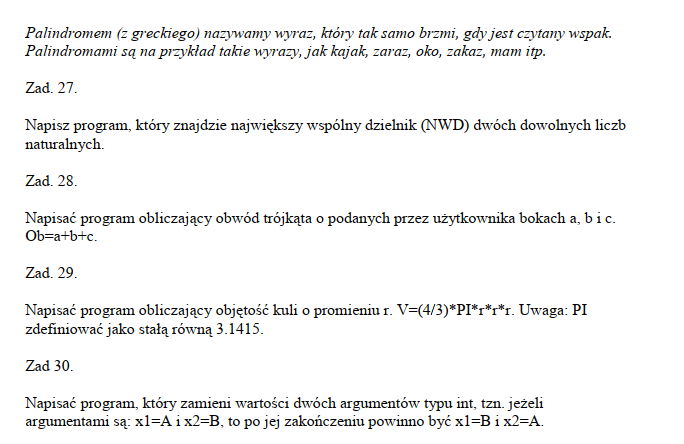 Palindromem (z greckiego) nazywamy wyraz, który tak samo brzmi, gdy jest czytany wspak.
Palindromami są na przykład takie wyrazy, jak kajak, zaraz, oko, zakaz, mam itp.
Zad. 27.
Napisz program, który znajdzie największy wspólny dzielnik (NWD) dwóch dowolnych liczb
naturalnych.
Zad. 28.
Napisać program obliczający obwód trójkąta o podanych przez użytkownika bokach a, b i c.
Ob=a+b+c.
Zad. 29.
Napisać program obliczający objętość kuli o promieniu r. V=(4/3)*PI*r*r*r. Uwaga: PI
zdefiniować jako stałą równą 3.1415.
Zad 30.
Napisać program, który zamieni wartości dwóch argumentów typu int, tzn. jeżeli
argumentami są: x1=A i x2=B, to po jej zakończeniu powinno być x1=B i x2=A.